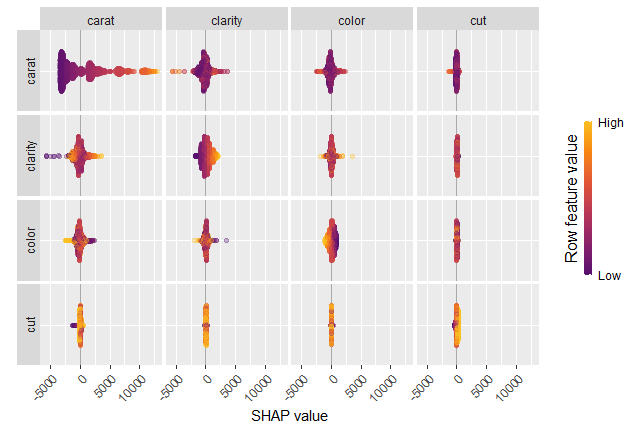 carat clarity color cut
carat
clarity
color
cut
High
Row feature value
Low
-5000 0 5000 10000 -5000 0 5000 10000 -5000 0 5000 10000 -5000 0 5000 10000
SHAP value